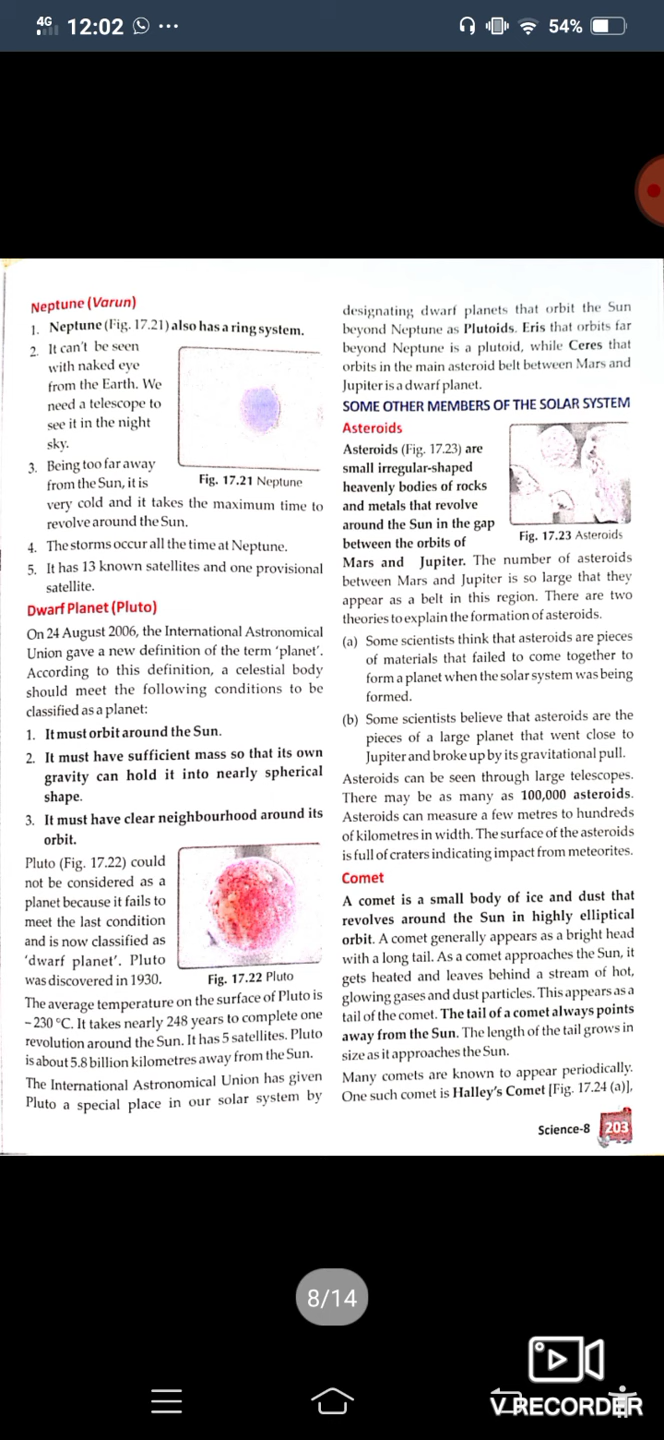 4G 12:02 ...
54%
Neptune (Varun)
1. Neptune (Fig. 17.21) also has a ring system.
2. It can't be seen
with naked eye
from the Earth. We
need a telescope to
see it in the night
sky.
3. Being too far away
from the Sun, it is
Fig. 17.21 Neptune
very cold and it takes the maximum time to
revolve around the Sun.
4. The storms occur all the time at Neptune.
5. It has 13 known satellites and one provisional
satellite.
Dwarf Planet (Pluto)
On 24 August 2006, the International Astronomical
Union gave a new definition of the term 'planet'.
According to this definition, a celestial body
should meet the following conditions to be
classified as a planet:
1. It must orbit around the Sun.
2. It must have sufficient mass so that its own
gravity can hold it into nearly spherical
shape.
3. It must have clear neighbourhood around its
orbit.
Pluto (Fig. 17.22) could
not be considered as a
planet because it fails to
meet the last condition
and is now classified as
'dwarf planet'. Pluto
was discovered in 1930.
Fig. 17.22 Pluto
The average temperature on the surface of Pluto is
-230 °C. It takes nearly 248 years to complete one
revolution around the Sun. It has 5 satellites. Pluto
is about 5.8 billion kilometres away from the Sun.
The International Astronomical Union has given
Pluto a special place in our solar system by
designating dwarf planets that orbit the Sun
beyond Neptune as Plutoids. Eris that orbits far
beyond Neptune is a plutoid, while Ceres that
orbits in the main asteroid belt between Mars and
Jupiter is a dwarf planet.
SOME OTHER MEMBERS OF THE SOLAR SYSTEM
Asteroids
Asteroids (Fig. 17.23) are
small irregular-shaped
heavenly bodies of rocks
and metals that revolve
around the Sun in the gap
between the orbits of
Fig. 17.23 Asteroids
Mars and Jupiter. The number of asteroids
between Mars and Jupiter is so large that they
appear as a belt in this region. There are two
theories to explain the formation of asteroids.
(a) Some scientists think that asteroids are pieces
of materials that failed to come together to
form a planet when the solar system was being
formed.
(b) Some scientists believe that asteroids are the
pieces of a large planet that went close to
Jupiter and broke up by its gravitational pull.
Asteroids can be seen through large telescopes.
There may be as many as 100,000 asteroids.
Asteroids can measure a few metres to hundreds
of kilometres in width. The surface of the asteroids
is full of craters indicating impact from meteorites.
Comet
A comet is a small body of ice and dust that
revolves around the Sun in highly elliptical
orbit. A comet generally appears as a bright head
with a long tail. As a comet approaches the Sun, it
gets heated and leaves behind a stream of hot,
glowing gases and dust particles. This appears as a
tail of the comet. The tail of a comet always points
away from the Sun. The length of the tail grows in
size as it approaches the Sun.
Many comets are known to appear periodically.
One such comet is Halley's Comet [Fig. 17.24 (a)],
Science-8 203
8/14
V RECORDER